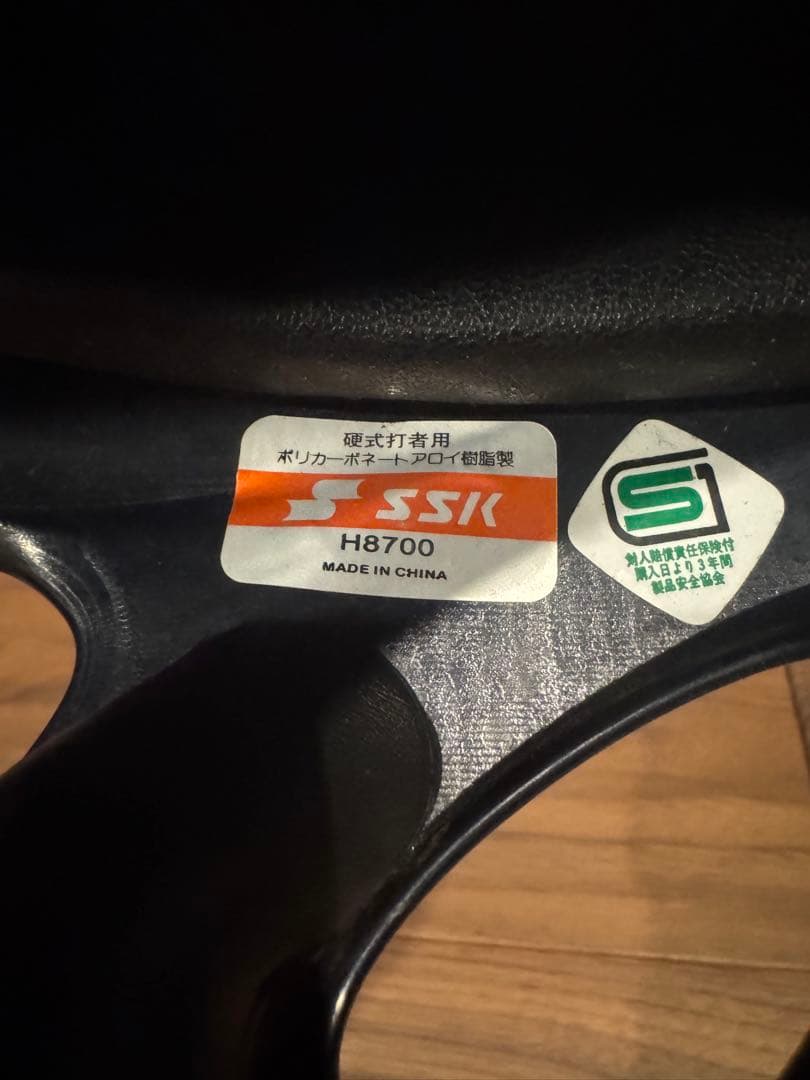 硬式打者用
ポリカーボネートアロイ樹脂製
SSK
H8700
MADE IN CHINA
SG
対人賠償責任保険付
購入日より3年間
製品安全協会